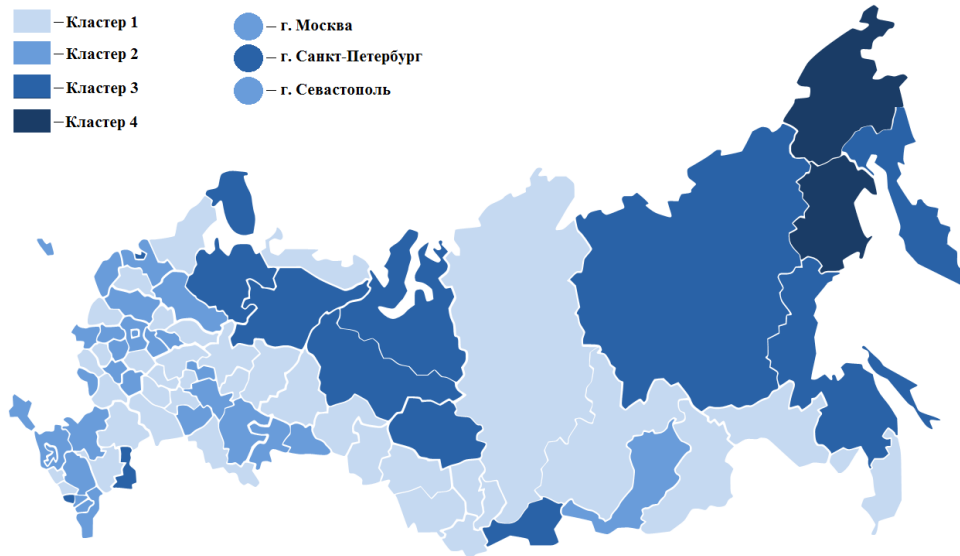 Кластер 1
Кластер 2
Кластер 3
Кластер 4
г. Москва
г. Санкт-Петербург
г. Севастополь